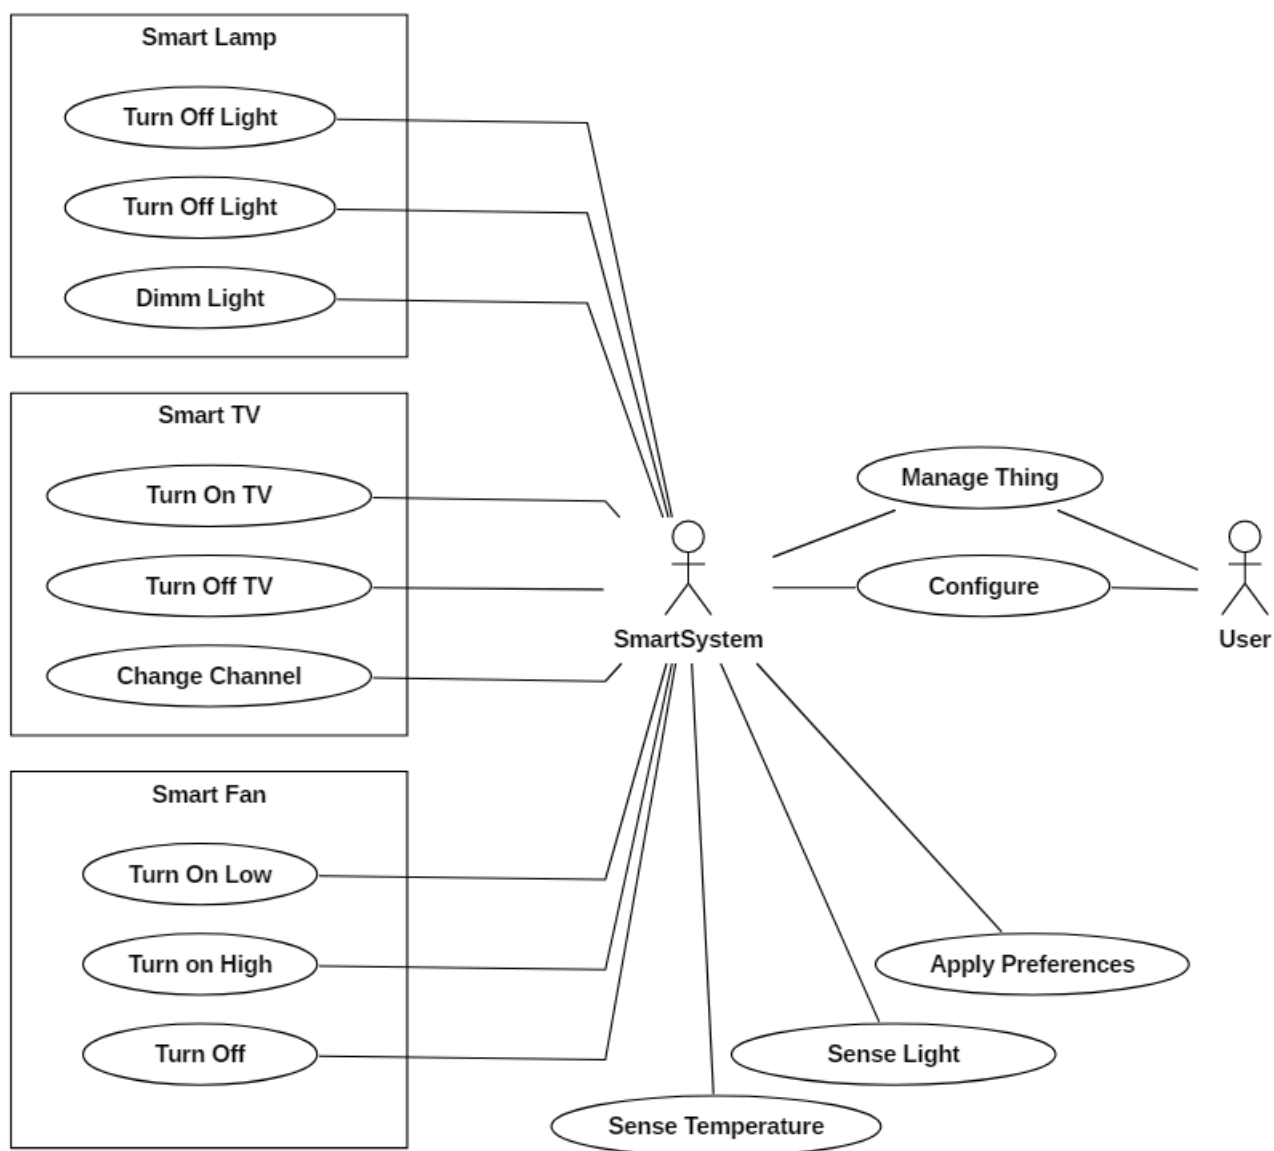 Smart Lamp
Turn Off Light
Turn Off Light
Dimm Light
Smart TV
Turn On TV
Turn Off TV
Change Channel
Smart Fan
Turn On Low
Turn on High
Turn Off
SmartSystem
Manage Thing
Configure
User
Apply Preferences
Sense Light
Sense Temperature